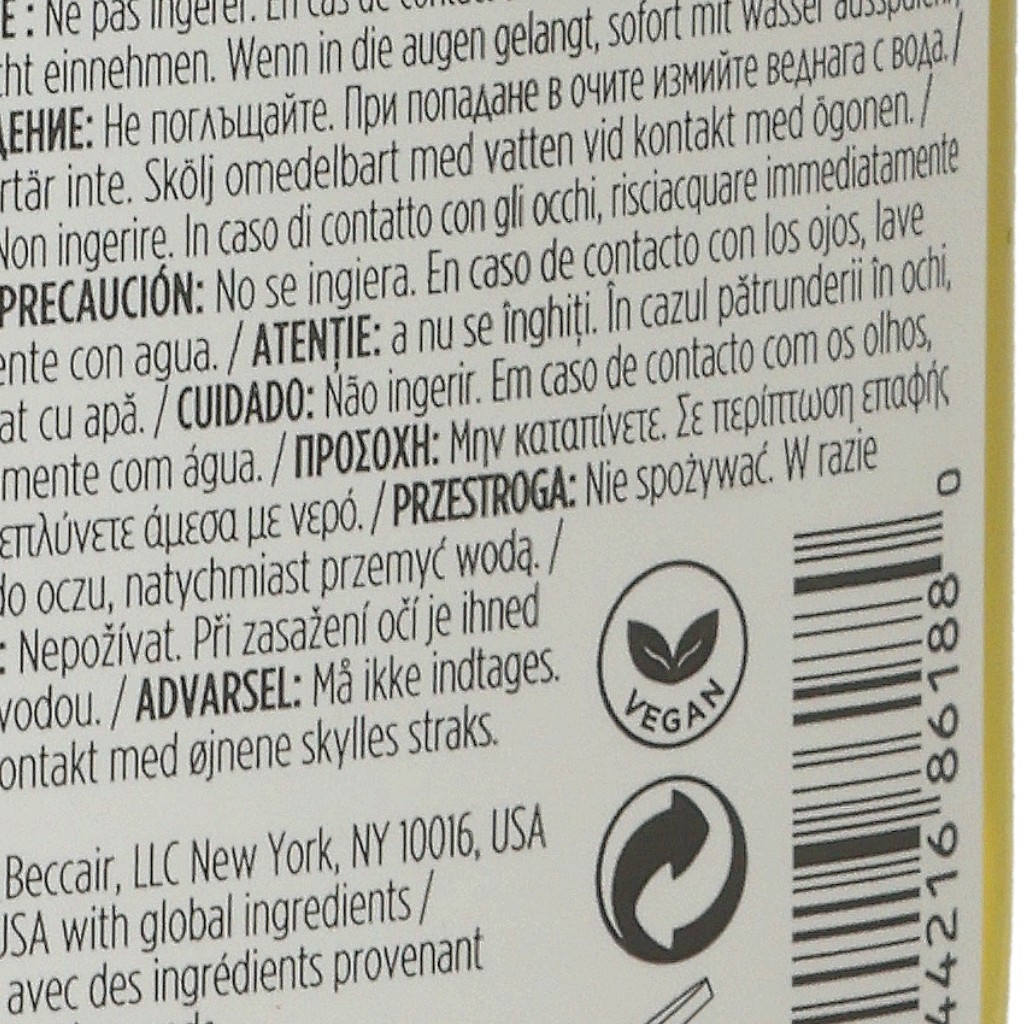 E : Ne pas ingérer. En cas de
cht einnehmen. Wenn in die augen gelangt, sofort mit Wasser ausspülen,
ДЕНИЕ: Не поглъщайте. При попадане в очите измийте веднага с вода. /
rtär inte. Skölj omedelbart med vatten vid kontakt med ögonen. /
Non ingerire. In caso di contatto con gli occhi, risciacquare immediatamente
PRECAUCIÓN: No se ingiera. En caso de contacto con los ojos, lave
ente con agua. / ATENȚIE: a nu se înghiți. În cazul pătrunderii în ochi,
at cu apă. / CUIDADO: Não ingerir. Em caso de contacto com os olhos,
mente com água. / ΠΡΟΣΟΧΗ: Μην καταπίνετε. Σε περίπτωση επαφής
επλύνετε άμεσα με νερό. / PRZESTROGA: Nie spożywać. W razie
do oczu, natychmiast przemyć wodą. /
: Nepožívat. Při zasažení očí je ihned
vodou. / ADVARSEL: Må ikke indtages.
ontakt med øjnene skylles straks.
Beccair, LLC New York, NY 10016, USA
USA with global ingredients /
avec des ingrédients provenant
VEGAN
44216 86188 0